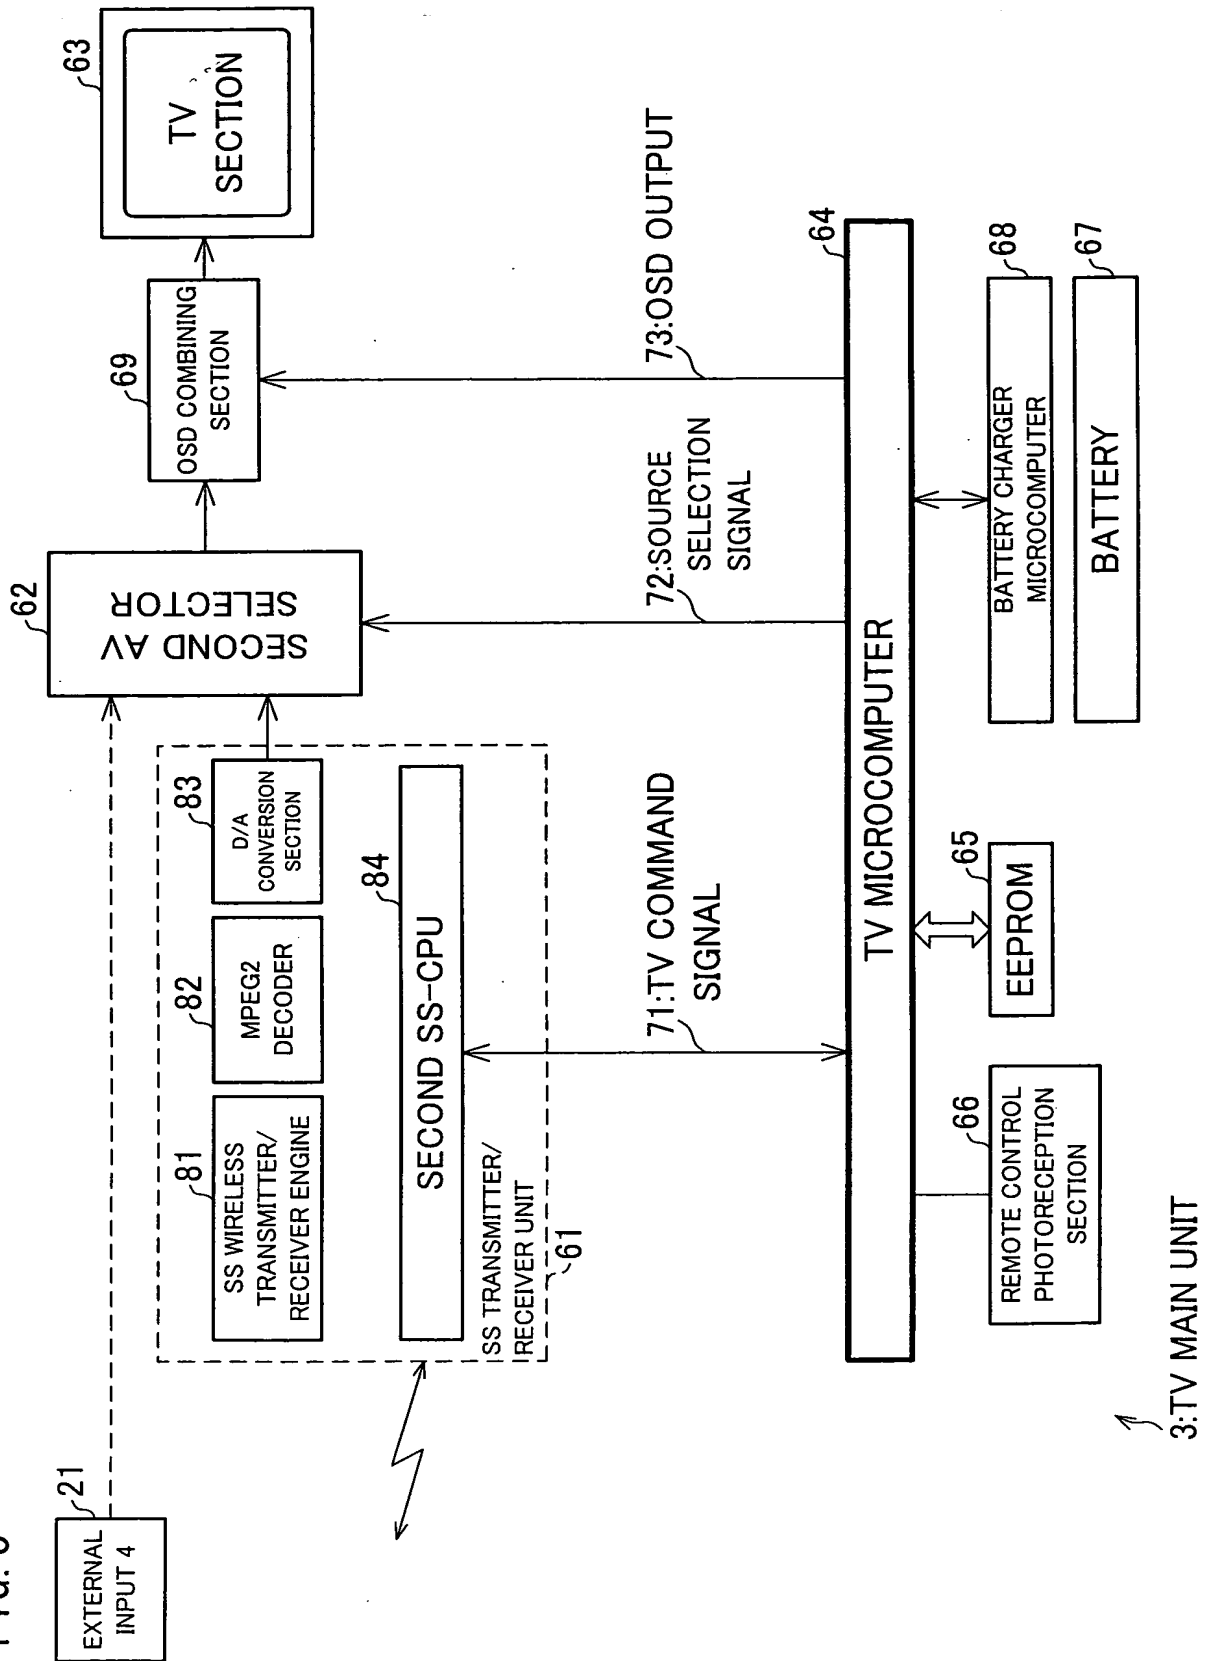 EXTERNAL
INPUT 4
21
SS WIRELESS
TRANSMITTER/
RECEIVER ENGINE
81
MPEG2
DECODER
82
D/A
CONVERSION
SECTION
83
SECOND SS-CPU
84
SS TRANSMITTER/
RECEIVER UNIT
61
SECOND AV
SELECTOR
62
OSD COMBINING
SECTION
69
TV
SECTION
63
71:TV COMMAND
SIGNAL
72:SOURCE
SELECTION
SIGNAL
73:OSD OUTPUT
TV MICROCOMPUTER
64
REMOTE CONTROL
PHOTORECEPTION
SECTION
66
EEPROM
65
BATTERY CHARGER
MICROCOMPUTER
68
BATTERY
67
3:TV MAIN UNIT